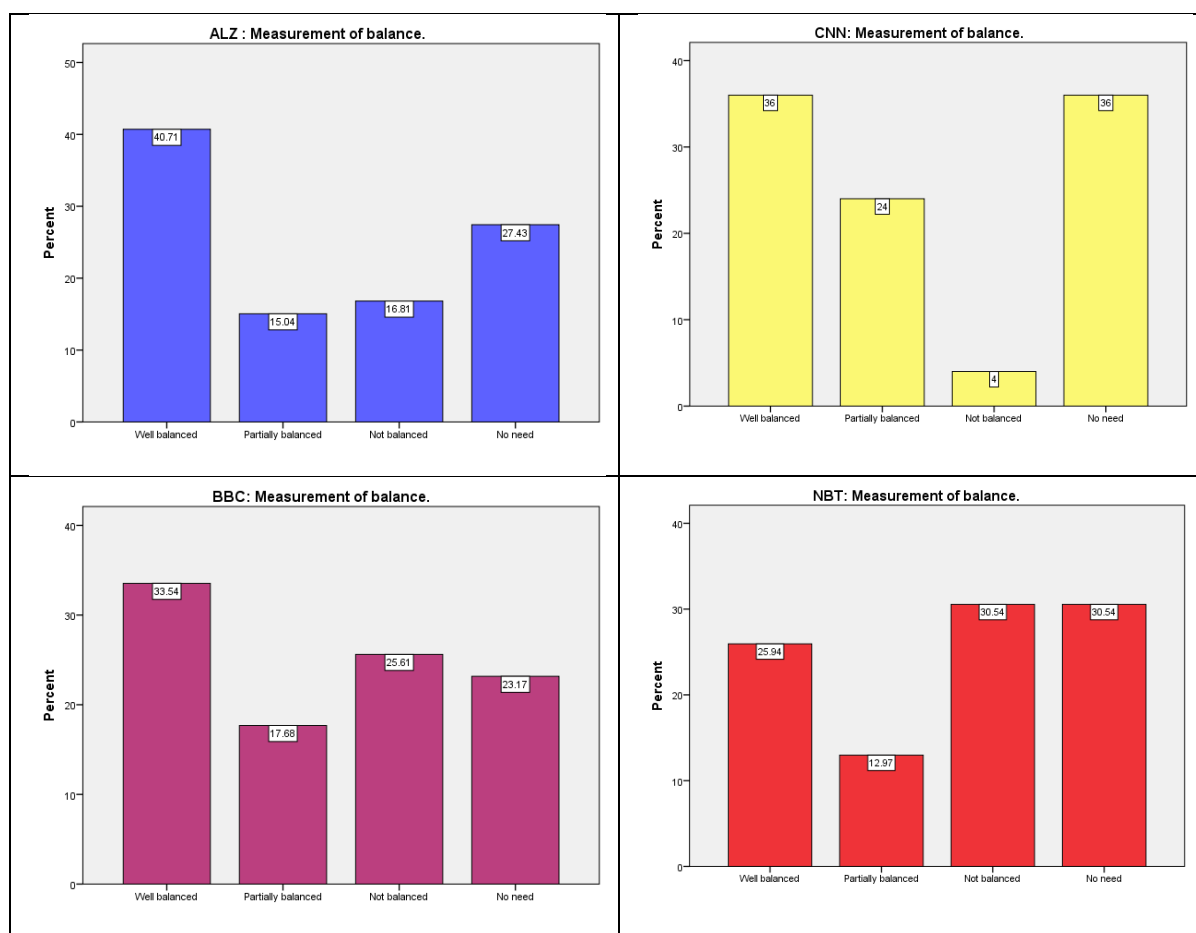 ALZ : Measurement of balance.
Percent
50
40
30
20
10
0
40.71
15.04
16.81
27.43
Well balanced
Partially balanced
Not balanced
No need
CNN: Measurement of balance.
Percent
40
30
20
10
0
36
24
4
36
Well balanced
Partially balanced
Not balanced
No need
BBC: Measurement of balance.
Percent
40
30
20
10
0
33.54
17.68
25.61
23.17
Well balanced
Partially balanced
Not balanced
No need
NBT: Measurement of balance.
Percent
40
30
20
10
0
25.94
12.97
30.54
30.54
Well balanced
Partially balanced
Not balanced
No need